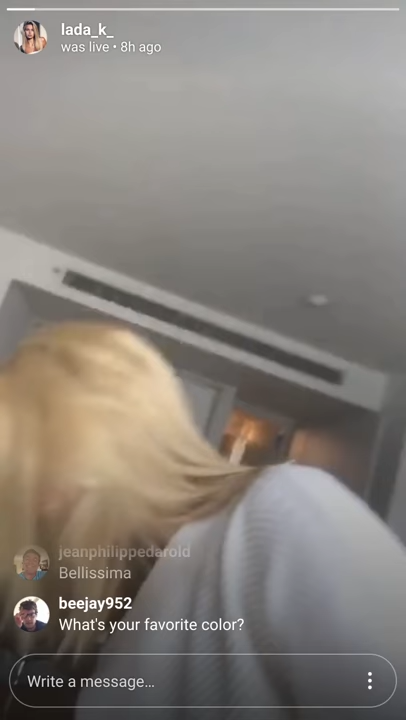 lada_k_
was live • 8h ago
jeanphilippedarold
Bellissima
beejay952
What's your favorite color?
Write a message…